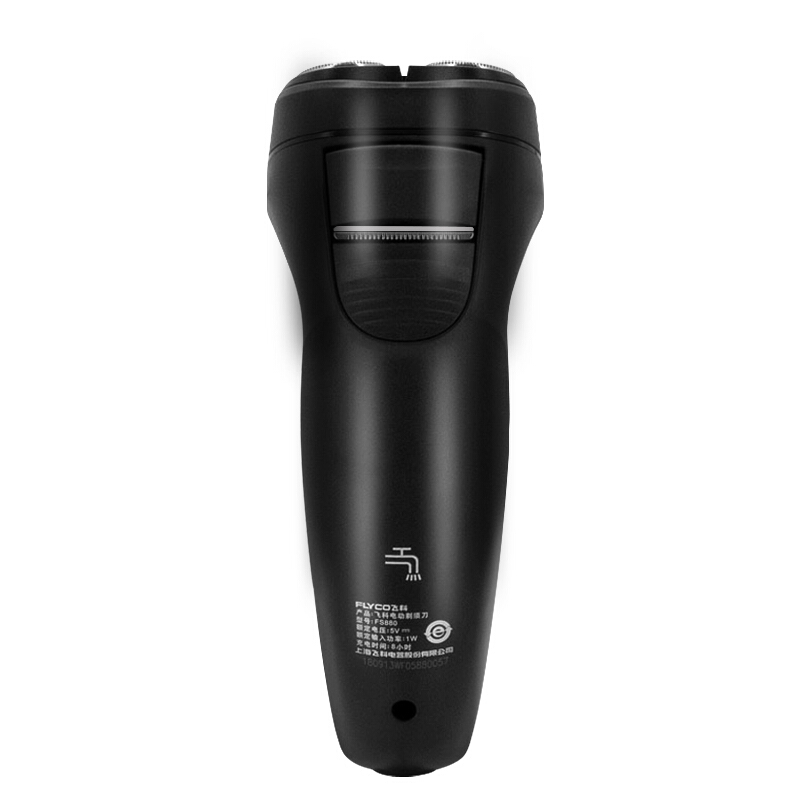 FLYCO飞科
产品:飞科电动剃须刀
型号:FS880
额定电压:5V
额定输入功率:1W
充电时间:8小时
上海飞科电器股份有限公司
180913WF05880057